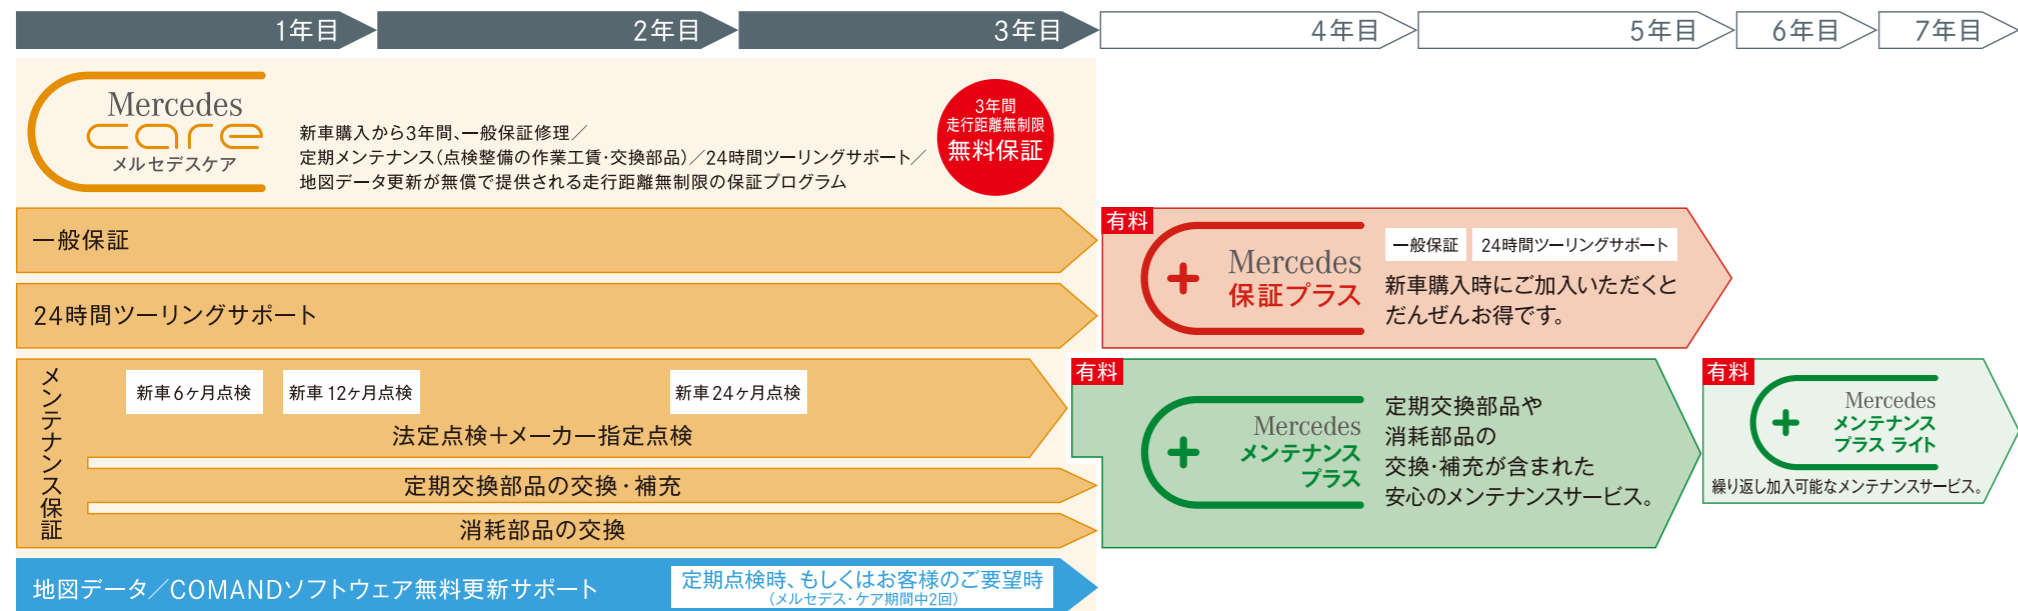 1年目
2年目
3年目
4年目
5年目
6年目
7年目
Mercedes
care
メルセデスケア
新車購入から3年間、一般保証修理／
定期メンテナンス(点検整備の作業工賃・交換部品)／24時間ツーリングサポート／
地図データ更新が無償で提供される走行距離無制限の保証プログラム
3年間
走行距離無制限
無料保証
一般保証
24時間ツーリングサポート
有料
Mercedes
保証プラス
一般保証
24時間ツーリングサポート
新車購入時にご加入いただくと
だんぜんお得です。
メンテナンス保証
新車6ヶ月点検
新車12ヶ月点検
新車24ヶ月点検
法定点検＋メーカー指定点検
定期交換部品の交換・補充
消耗部品の交換
有料
Mercedes
メンテナンス
プラス
定期交換部品や
消耗部品の
交換・補充が含まれた
安心のメンテナンスサービス。
有料
Mercedes
メンテナンス
プラス ライト
繰り返し加入可能なメンテナンスサービス。
地図データ／COMANDソフトウェア無料更新サポート
定期点検時、もしくはお客様のご要望時
(メルセデス・ケア期間中2回)